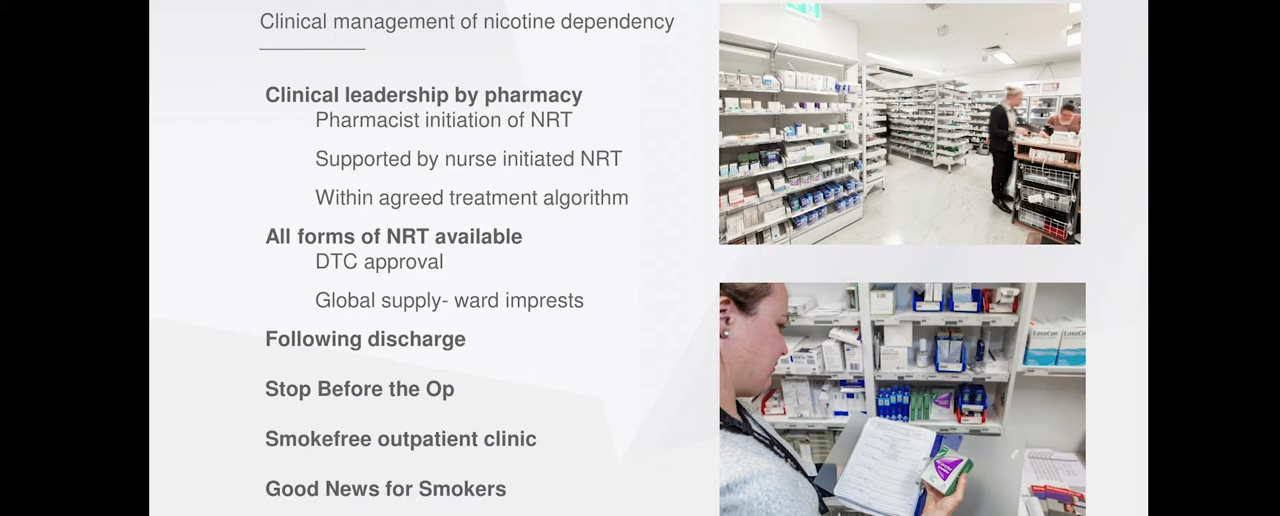 Clinical management of nicotine dependency
Clinical leadership by pharmacy
Pharmacist initiation of NRT
Supported by nurse initiated NRT
Within agreed treatment algorithm
All forms of NRT available
DTC approval
Global supply- ward imprests
Following discharge
Stop Before the Op
Smokefree outpatient clinic
Good News for Smokers